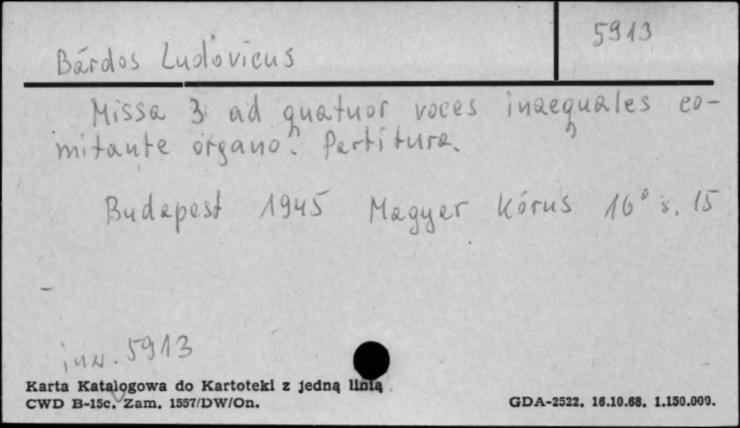 5913
Bárdos Ludovicus
Missa 3 ad quatuor voces inaequales co-
mitante organo. Partitura.
Budapest 1945 Magyar Kórus 16° s. 15
inw. 5913
Karta Katalogowa do Kartoteki z jedną linią
CWD B-15c. Zam. 1557/DW/On.
GDA-2522. 16.10.68. 1.150.000.